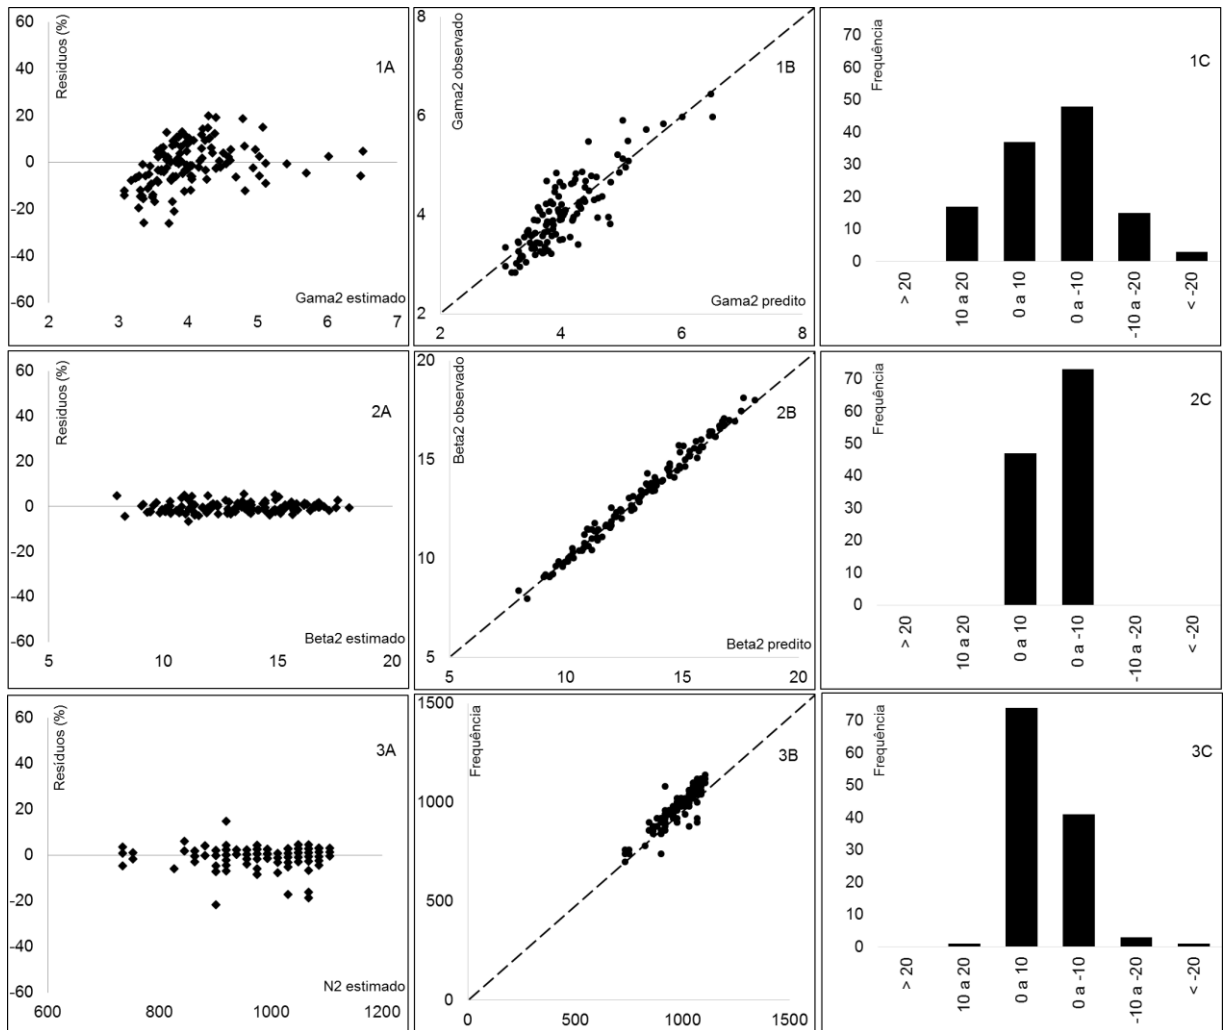 60
Resíduos (%)
1A
40
20
0
-20
-40
-60
Gama2 estimado
2 3 4 5 6 7
8
Gama2 observado
1B
6
4
2
Gama2 predito
2 4 6 8
70
Frequência
1C
60
50
40
30
20
10
0
> 20
10 a 20
0 a 10
0 a -10
-10 a -20
< -20
60
Resíduos (%)
2A
40
20
0
-20
-40
-60
Beta2 estimado
5 10 15 20
20
Beta2 observado
2B
15
10
5
Beta2 predito
5 10 15 20
70
Frequência
2C
60
50
40
30
20
10
0
> 20
10 a 20
0 a 10
0 a -10
-10 a -20
< -20
60
Resíduos (%)
3A
40
20
0
-20
-40
-60
N2 estimado
600 800 1000 1200
1500
Frequência
3B
1000
500
0
0 500 1000 1500
70
Frequência
3C
60
50
40
30
20
10
0
> 20
10 a 20
0 a 10
0 a -10
-10 a -20
< -20